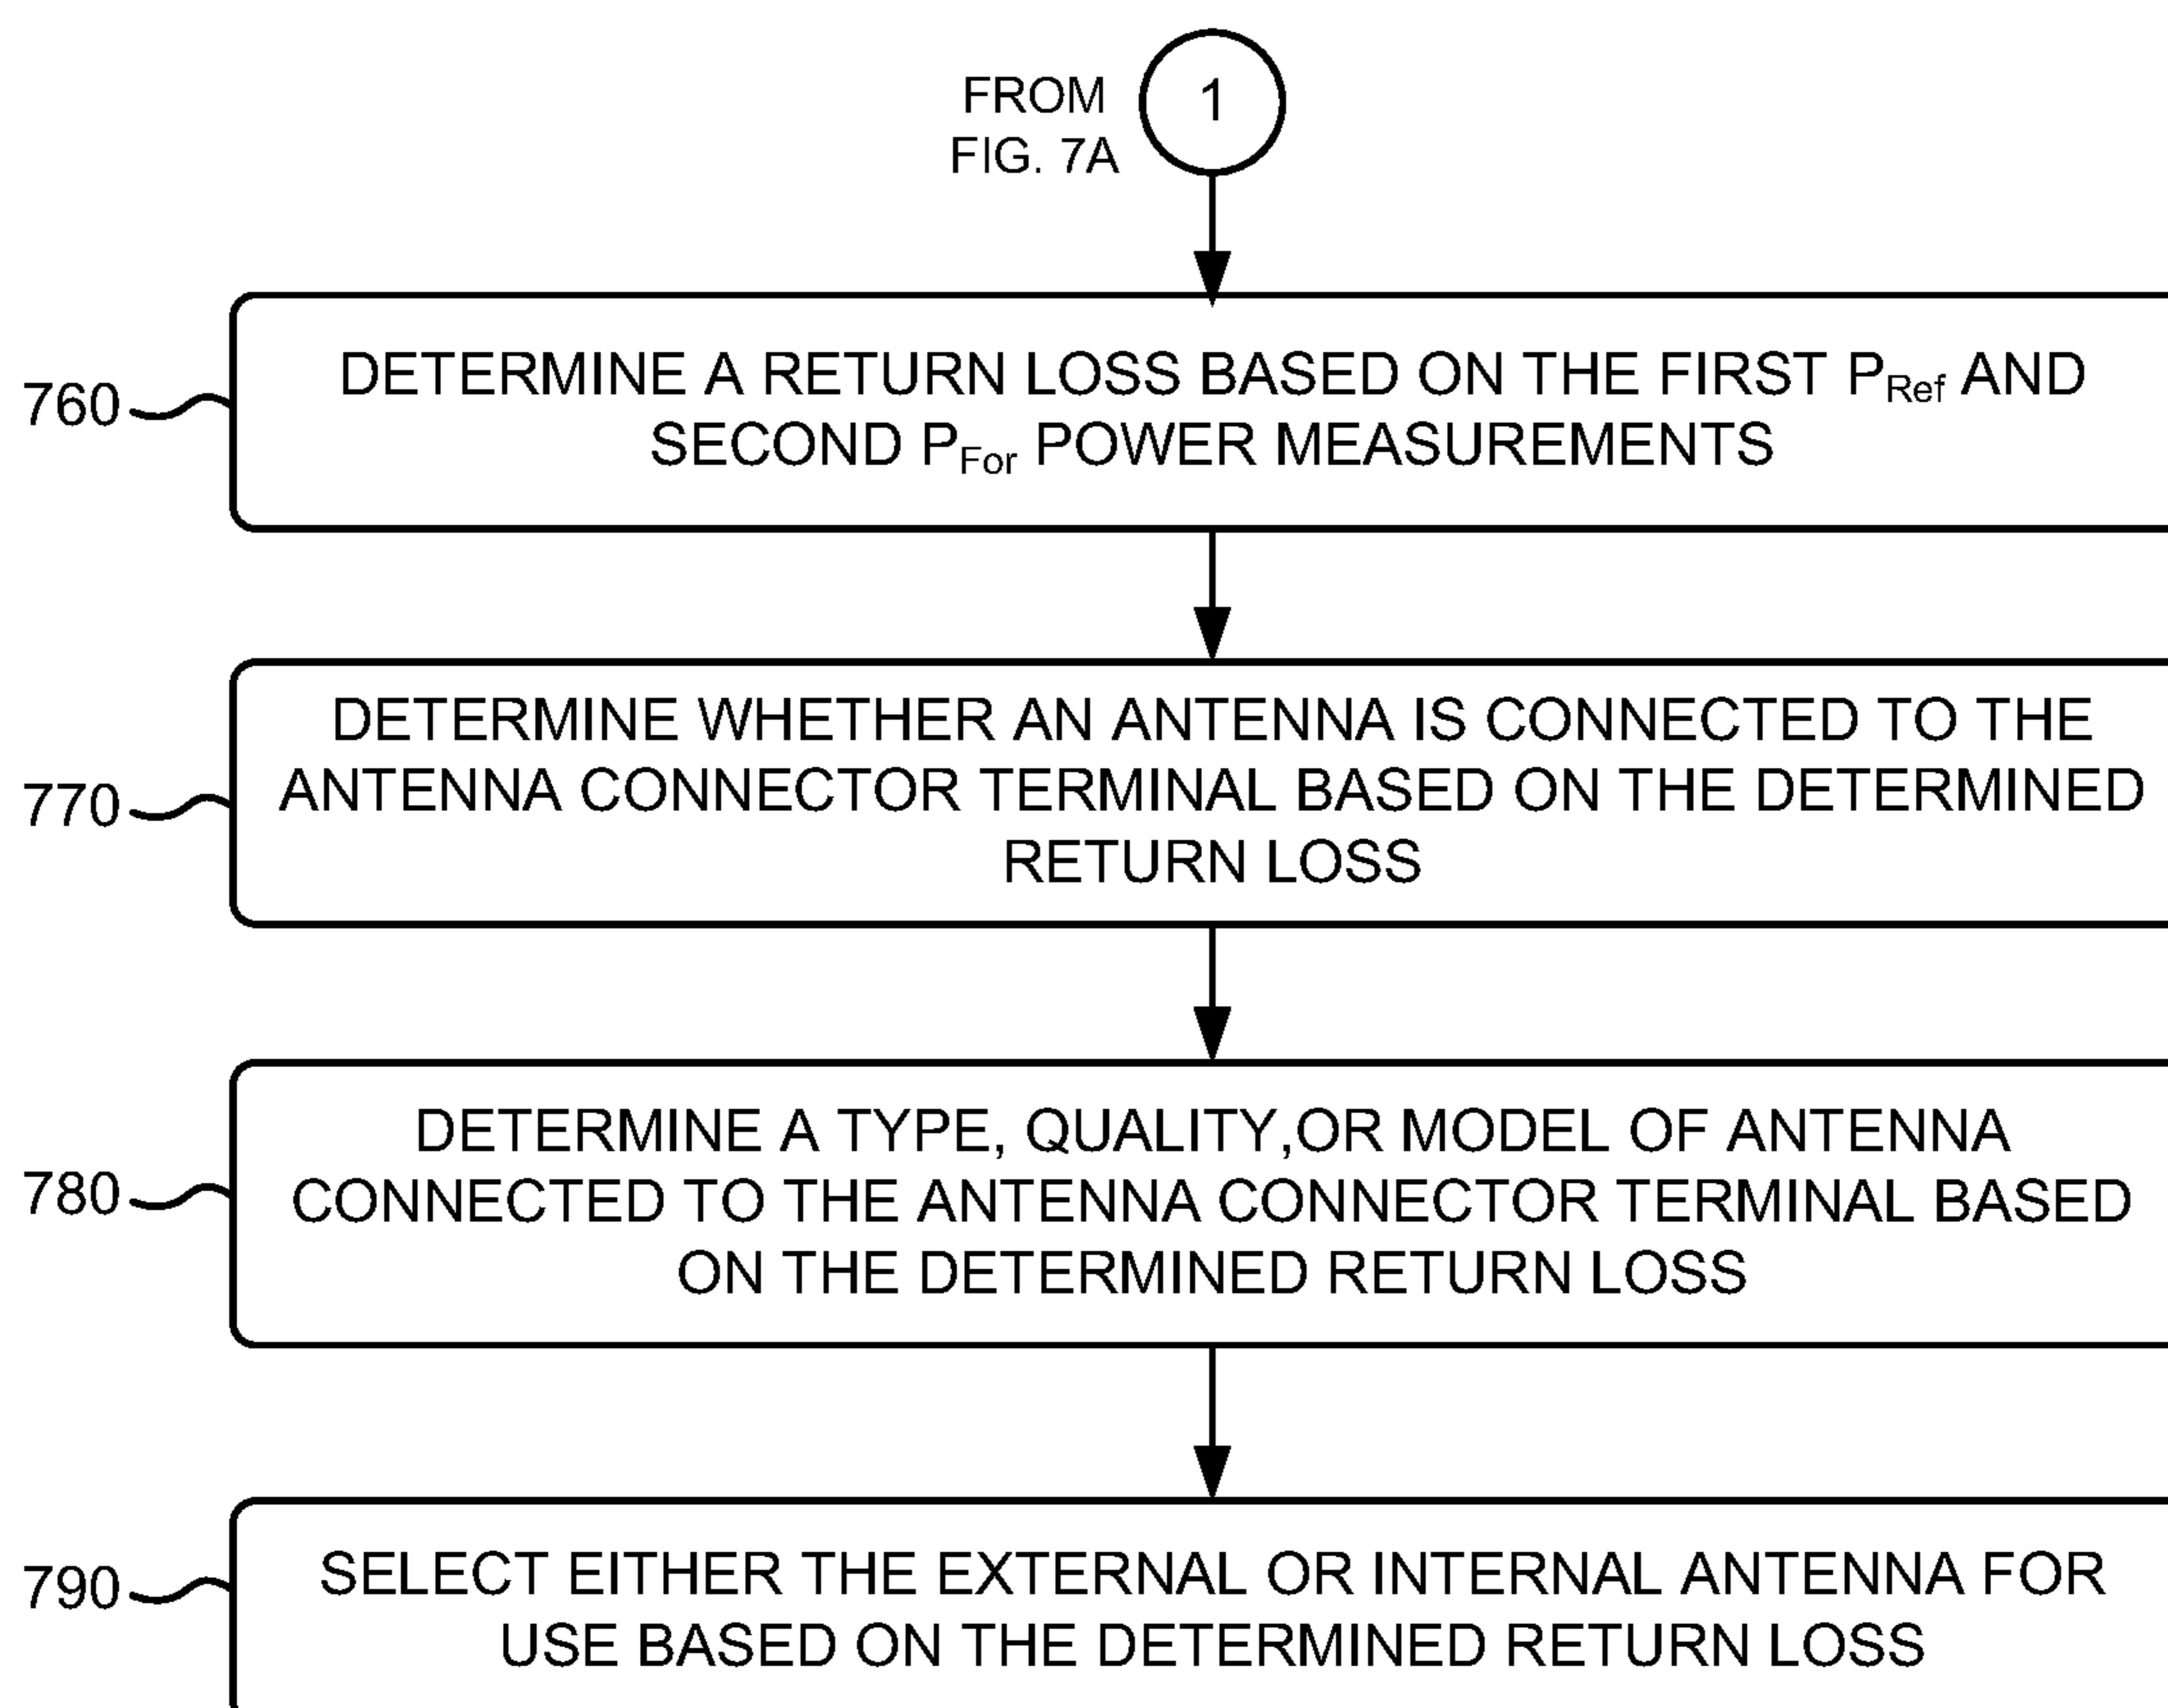 FROM
FIG. 7A
1
760
DETERMINE A RETURN LOSS BASED ON THE FIRST PRef AND
SECOND PFor POWER MEASUREMENTS
770
DETERMINE WHETHER AN ANTENNA IS CONNECTED TO THE
ANTENNA CONNECTOR TERMINAL BASED ON THE DETERMINED
RETURN LOSS
780
DETERMINE A TYPE, QUALITY,OR MODEL OF ANTENNA
CONNECTED TO THE ANTENNA CONNECTOR TERMINAL BASED
ON THE DETERMINED RETURN LOSS
790
SELECT EITHER THE EXTERNAL OR INTERNAL ANTENNA FOR
USE BASED ON THE DETERMINED RETURN LOSS